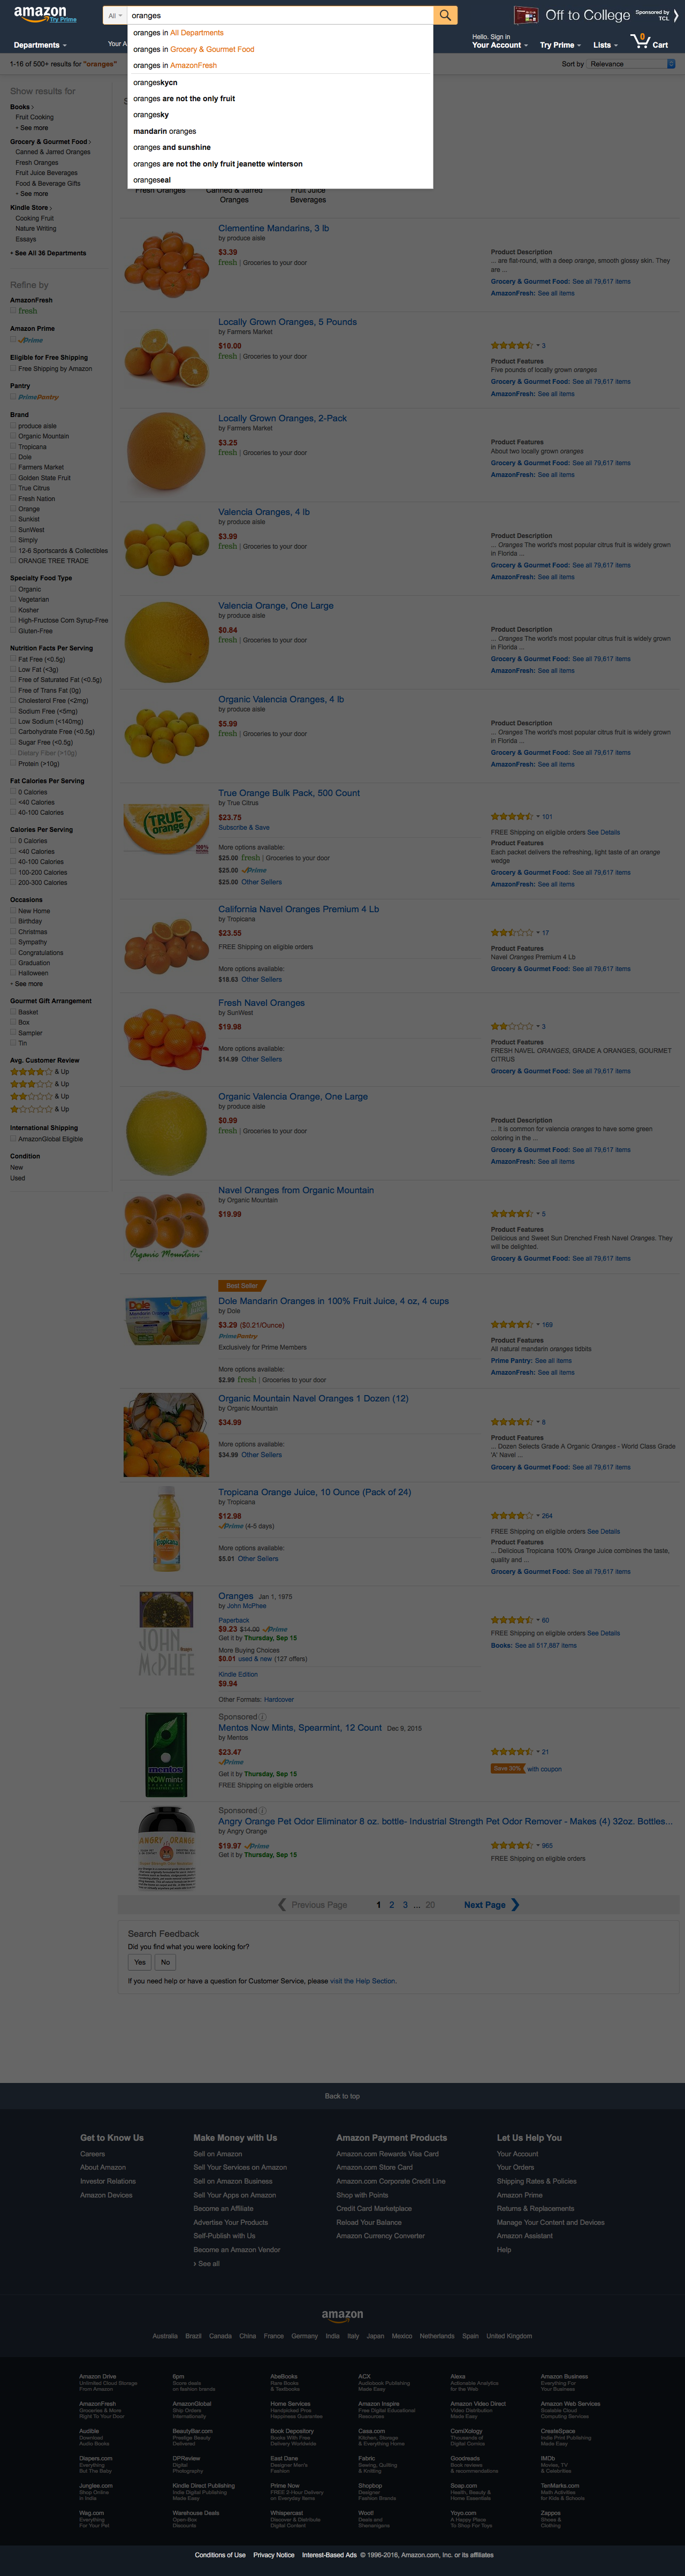 amazon
Try Prime
All
oranges
Off to College
Sponsored by
TCL
Departments
Your A
Hello. Sign in
Your Account
Try Prime
Lists
0
Cart
oranges in All Departments
oranges in Grocery & Gourmet Food
oranges in AmazonFresh
orangeskycn
oranges are not the only fruit
orangesky
mandarin oranges
oranges and sunshine
oranges are not the only fruit jeanette winterson
orangeseal
1-16 of 500+ results for "oranges"
Sort by Relevance
Show results for
Books
Fruit Cooking
+ See more
Grocery & Gourmet Food
Canned & Jarred Oranges
Fresh Oranges
Fruit Juice Beverages
Food & Beverage Gifts
+ See more
Kindle Store
Cooking Fruit
Nature Writing
Essays
+ See All 36 Departments
Refine by
AmazonFresh
fresh
Amazon Prime
Prime
Eligible for Free Shipping
Free Shipping by Amazon
Pantry
PrimePantry
Brand
produce aisle
Organic Mountain
Tropicana
Dole
Farmers Market
Golden State Fruit
True Citrus
Fresh Nation
Orange
Sunkist
SunWest
Simply
12-6 Sportscards & Collectibles
ORANGE TREE TRADE
Specialty Food Type
Organic
Vegetarian
Kosher
High-Fructose Corn Syrup-Free
Gluten-Free
Nutrition Facts Per Serving
Fat Free (<0.5g)
Low Fat (<3g)
Free of Saturated Fat (<0.5g)
Free of Trans Fat (0g)
Cholesterol Free (<2mg)
Sodium Free (<5mg)
Low Sodium (<140mg)
Carbohydrate Free (<0.5g)
Sugar Free (<0.5g)
Dietary Fiber (>10g)
Protein (>10g)
Fat Calories Per Serving
0 Calories
<40 Calories
40-100 Calories
Calories Per Serving
0 Calories
<40 Calories
40-100 Calories
100-200 Calories
200-300 Calories
Occasions
New Home
Birthday
Christmas
Sympathy
Congratulations
Graduation
Halloween
+ See more
Gourmet Gift Arrangement
Basket
Box
Sampler
Tin
Avg. Customer Review
& Up
& Up
& Up
& Up
International Shipping
AmazonGlobal Eligible
Condition
New
Used
Fresh Oranges
Canned & Jarred
Oranges
Fruit Juice
Beverages
Clementine Mandarins, 3 lb
by produce aisle
$3.39
fresh | Groceries to your door
Product Description
... are flat-round, with a deep orange, smooth glossy skin. They
are ...
Grocery & Gourmet Food: See all 79,617 items
AmazonFresh: See all items
Locally Grown Oranges, 5 Pounds
by Farmers Market
$10.00
fresh | Groceries to your door
3
Product Features
Five pounds of locally grown oranges
Grocery & Gourmet Food: See all 79,617 items
AmazonFresh: See all items
Locally Grown Oranges, 2-Pack
by Farmers Market
$3.25
fresh | Groceries to your door
Product Features
About two locally grown oranges
Grocery & Gourmet Food: See all 79,617 items
AmazonFresh: See all items
Valencia Oranges, 4 lb
by produce aisle
$3.99
fresh | Groceries to your door
Product Description
... Oranges The world's most popular citrus fruit is widely grown
in Florida ...
Grocery & Gourmet Food: See all 79,617 items
AmazonFresh: See all items
Valencia Orange, One Large
by produce aisle
$0.84
fresh | Groceries to your door
Product Description
... Oranges The world's most popular citrus fruit is widely grown
in Florida ...
Grocery & Gourmet Food: See all 79,617 items
AmazonFresh: See all items
Organic Valencia Oranges, 4 lb
by produce aisle
$5.99
fresh | Groceries to your door
Product Description
... Oranges The world's most popular citrus fruit is widely grown
in Florida ...
Grocery & Gourmet Food: See all 79,617 items
AmazonFresh: See all items
TRUE
orange
100%
True Orange Bulk Pack, 500 Count
by True Citrus
$23.75
Subscribe & Save
More options available:
$25.00 fresh | Groceries to your door
$25.00 Prime
$25.00 Other Sellers
101
FREE Shipping on eligible orders See Details
Product Features
Each packet delivers the refreshing, light taste of an orange
wedge
Grocery & Gourmet Food: See all 79,617 items
AmazonFresh: See all items
California Navel Oranges Premium 4 Lb
by Tropicana
$23.55
FREE Shipping on eligible orders
More options available:
$18.63 Other Sellers
17
Product Features
Navel Oranges Premium 4 Lb
Grocery & Gourmet Food: See all 79,617 items
Fresh Navel Oranges
by SunWest
$19.98
More options available:
$14.99 Other Sellers
3
Product Features
FRESH NAVEL ORANGES, GRADE A ORANGES, GOURMET
CITRUS
Grocery & Gourmet Food: See all 79,617 items
Organic Valencia Orange, One Large
by produce aisle
$0.99
fresh | Groceries to your door
Product Description
... It is common for valencia oranges to have some green
coloring in the ...
Grocery & Gourmet Food: See all 79,617 items
AmazonFresh: See all items
Organic Mountain
Navel Oranges from Organic Mountain
by Organic Mountain
$19.99
5
Product Features
Delicious and Sweet Sun Drenched Fresh Navel Oranges. They
will be delighted.
Grocery & Gourmet Food: See all 79,617 items
Best Seller
Dole
Dole Mandarin Oranges in 100% Fruit Juice, 4 oz, 4 cups
by Dole
$3.29 ($0.21/Ounce)
PrimePantry
Exclusively for Prime Members
More options available:
$2.99 fresh | Groceries to your door
169
Product Features
All natural mandarin oranges tidbits
Prime Pantry: See all items
AmazonFresh: See all items
Organic Mountain Navel Oranges 1 Dozen (12)
by Organic Mountain
$34.99
More options available:
$34.99 Other Sellers
8
Product Features
... Dozen Selects Grade A Organic Oranges - World Class Grade
'A' Navel ...
Grocery & Gourmet Food: See all 79,617 items
Tropicana Orange Juice, 10 Ounce (Pack of 24)
by Tropicana
$12.98
Prime (4-5 days)
More options available:
$5.01 Other Sellers
264
FREE Shipping on eligible orders See Details
Product Features
... Delicious Tropicana 100% Orange Juice combines the taste,
quality and ...
Grocery & Gourmet Food: See all 79,617 items
JOHN
McPHEE
Oranges Jan 1, 1975
by John McPhee
Paperback
$9.23 $14.00 Prime
Get it by Thursday, Sep 15
More Buying Choices
$0.01 used & new (127 offers)
Kindle Edition
$9.94
Other Formats: Hardcover
60
FREE Shipping on eligible orders See Details
Books: See all 517,887 items
mentos
NOWmints
Sponsored
Mentos Now Mints, Spearmint, 12 Count Dec 9, 2015
by Mentos
$23.47
Prime
Get it by Thursday, Sep 15
FREE Shipping on eligible orders
21
Save 30% with coupon
ANGRY ORANGE
Sponsored
Angry Orange Pet Odor Eliminator 8 oz. bottle- Industrial Strength Pet Odor Remover - Makes (4) 32oz. Bottles...
by Angry Orange
$19.97 Prime
Get it by Thursday, Sep 15
965
FREE Shipping on eligible orders
Previous Page 1 2 3 ... 20 Next Page
Search Feedback
Did you find what you were looking for?
Yes No
If you need help or have a question for Customer Service, please visit the Help Section.
Back to top
Get to Know Us
Careers
About Amazon
Investor Relations
Amazon Devices
Make Money with Us
Sell on Amazon
Sell Your Services on Amazon
Sell on Amazon Business
Sell Your Apps on Amazon
Become an Affiliate
Advertise Your Products
Self-Publish with Us
Become an Amazon Vendor
› See all
Amazon Payment Products
Amazon.com Rewards Visa Card
Amazon.com Store Card
Amazon.com Corporate Credit Line
Shop with Points
Credit Card Marketplace
Reload Your Balance
Amazon Currency Converter
Let Us Help You
Your Account
Your Orders
Shipping Rates & Policies
Amazon Prime
Returns & Replacements
Manage Your Content and Devices
Amazon Assistant
Help
amazon
Australia Brazil Canada China France Germany India Italy Japan Mexico Netherlands Spain United Kingdom
Amazon Drive
Unlimited Cloud Storage
From Amazon
6pm
Score deals
on fashion brands
AbeBooks
Rare Books
& Textbooks
ACX
Audiobook Publishing
Made Easy
Alexa
Actionable Analytics
for the Web
Amazon Business
Everything For
Your Business
AmazonFresh
Groceries & More
Right To Your Door
AmazonGlobal
Ship Orders
Internationally
Home Services
Handpicked Pros
Happiness Guarantee
Amazon Inspire
Free Digital Educational
Resources
Amazon Video Direct
Video Distribution
Made Easy
Amazon Web Services
Scalable Cloud
Computing Services
Audible
Download
Audio Books
BeautyBar.com
Prestige Beauty
Delivered
Book Depository
Books With Free
Delivery Worldwide
Casa.com
Kitchen, Storage
& Everything Home
ComiXology
Thousands of
Digital Comics
CreateSpace
Indie Print Publishing
Made Easy
Diapers.com
Everything
But The Baby
DPReview
Digital
Photography
East Dane
Designer Men's
Fashion
Fabric
Sewing, Quilting
& Knitting
Goodreads
Book reviews
& recommendations
IMDb
Movies, TV
& Celebrities
Junglee.com
Shop Online
in India
Kindle Direct Publishing
Indie Digital Publishing
Made Easy
Prime Now
FREE 2-Hour Delivery
on Everyday Items
Shopbop
Designer
Fashion Brands
Soap.com
Health, Beauty &
Home Essentials
TenMarks.com
Math Activities
for Kids & Schools
Wag.com
Everything
For Your Pet
Warehouse Deals
Open-Box
Discounts
Whispercast
Discover & Distribute
Digital Content
Woot!
Deals and
Shenanigans
Yoyo.com
A Happy Place
To Shop For Toys
Zappos
Shoes &
Clothing
Conditions of Use Privacy Notice Interest-Based Ads © 1996-2016, Amazon.com, Inc. or its affiliates